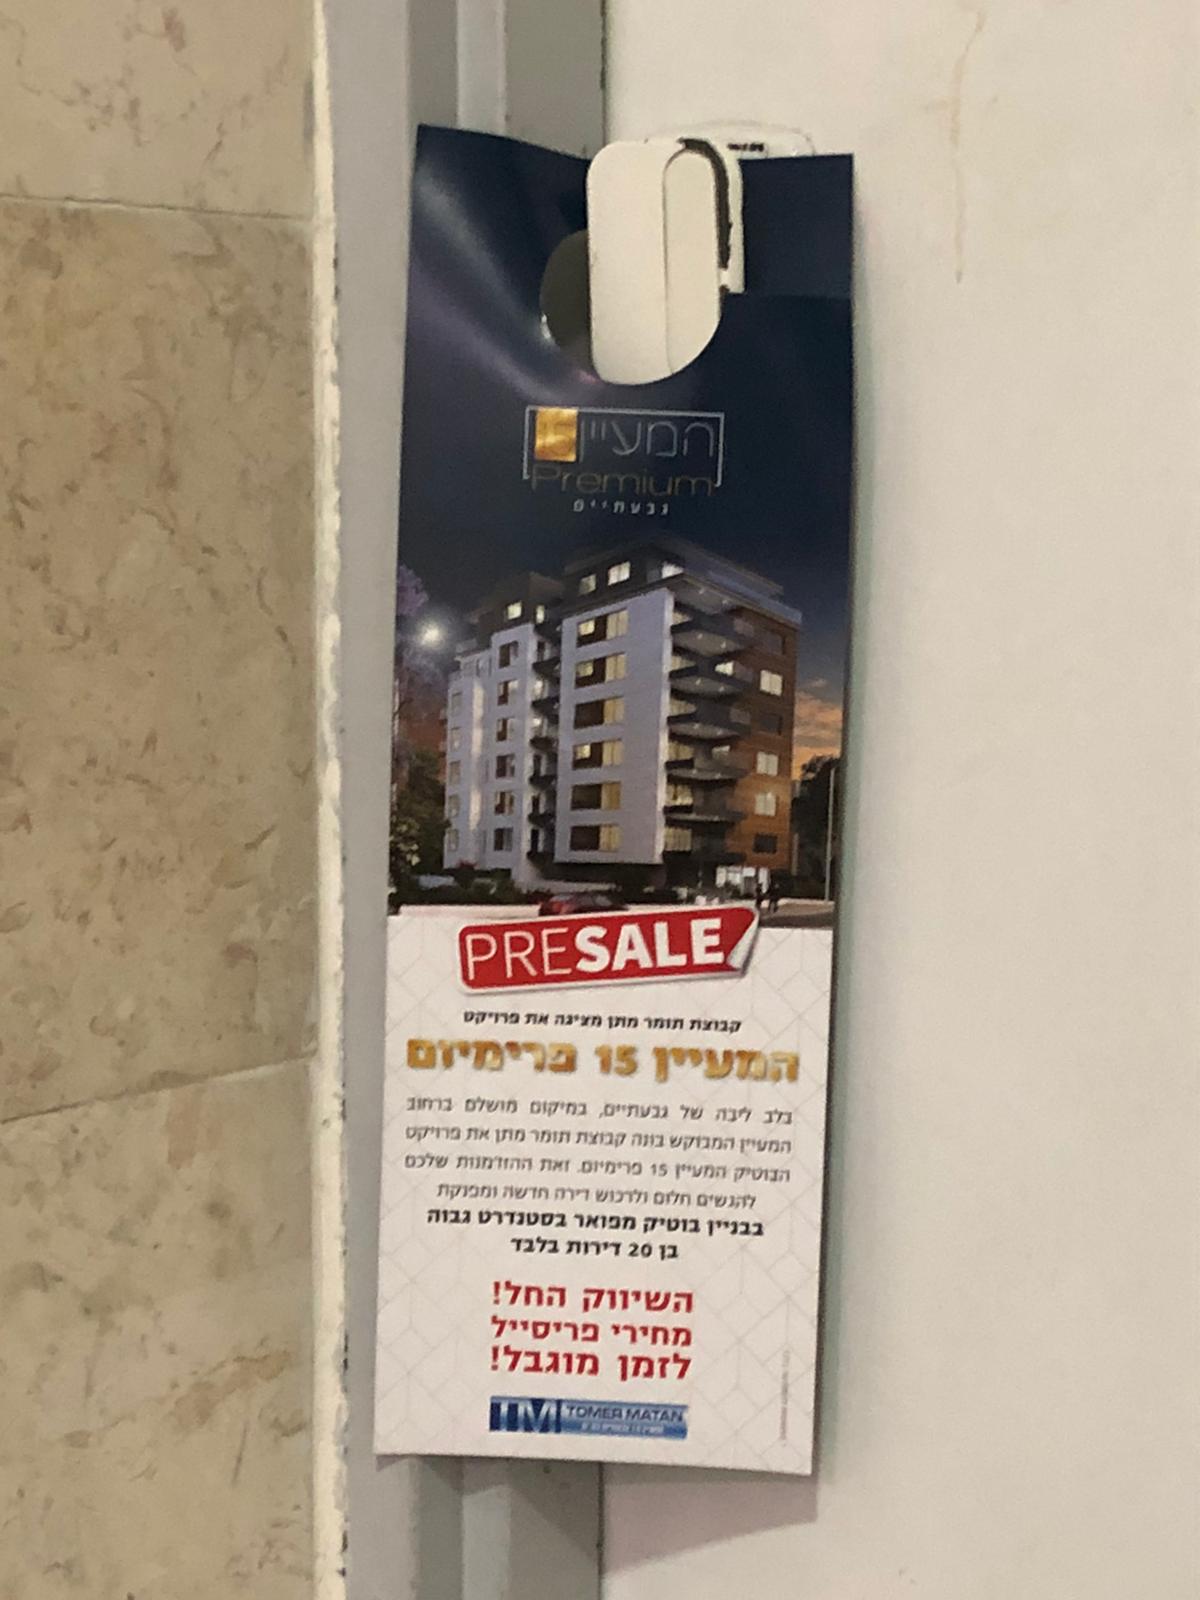 המעיין 15
Premium
גבעתיים
PRESALE
קבוצת תומר מתן מציגה את פרויקט
המעיין 15 פרימיום
בלב ליבה של גבעתיים, במיקום מושלם ברחוב
המעיין המבוקש בונה קבוצת תומר מתן את פרויקט
הבוטיק המעיין 15 פרימיום. זאת ההזדמנות שלכם
להגשים חלום ולרכוש דירה חדשה ומפנקת
בבניין בוטיק מפואר בסטנדרט גבוה
בן 20 דירות בלבד
השיווק החל!
מחירי פריסייל
לזמן מוגבל!
TM TOMER MATAN